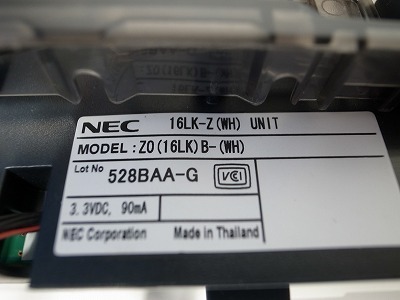 NEC 16LK-Z(WH) UNIT
MODEL: Z0(16LK)B-(WH)
Lot No 528BAA-G VCCI
3.3VDC, 90mA
NEC Corporation Made in Thailand